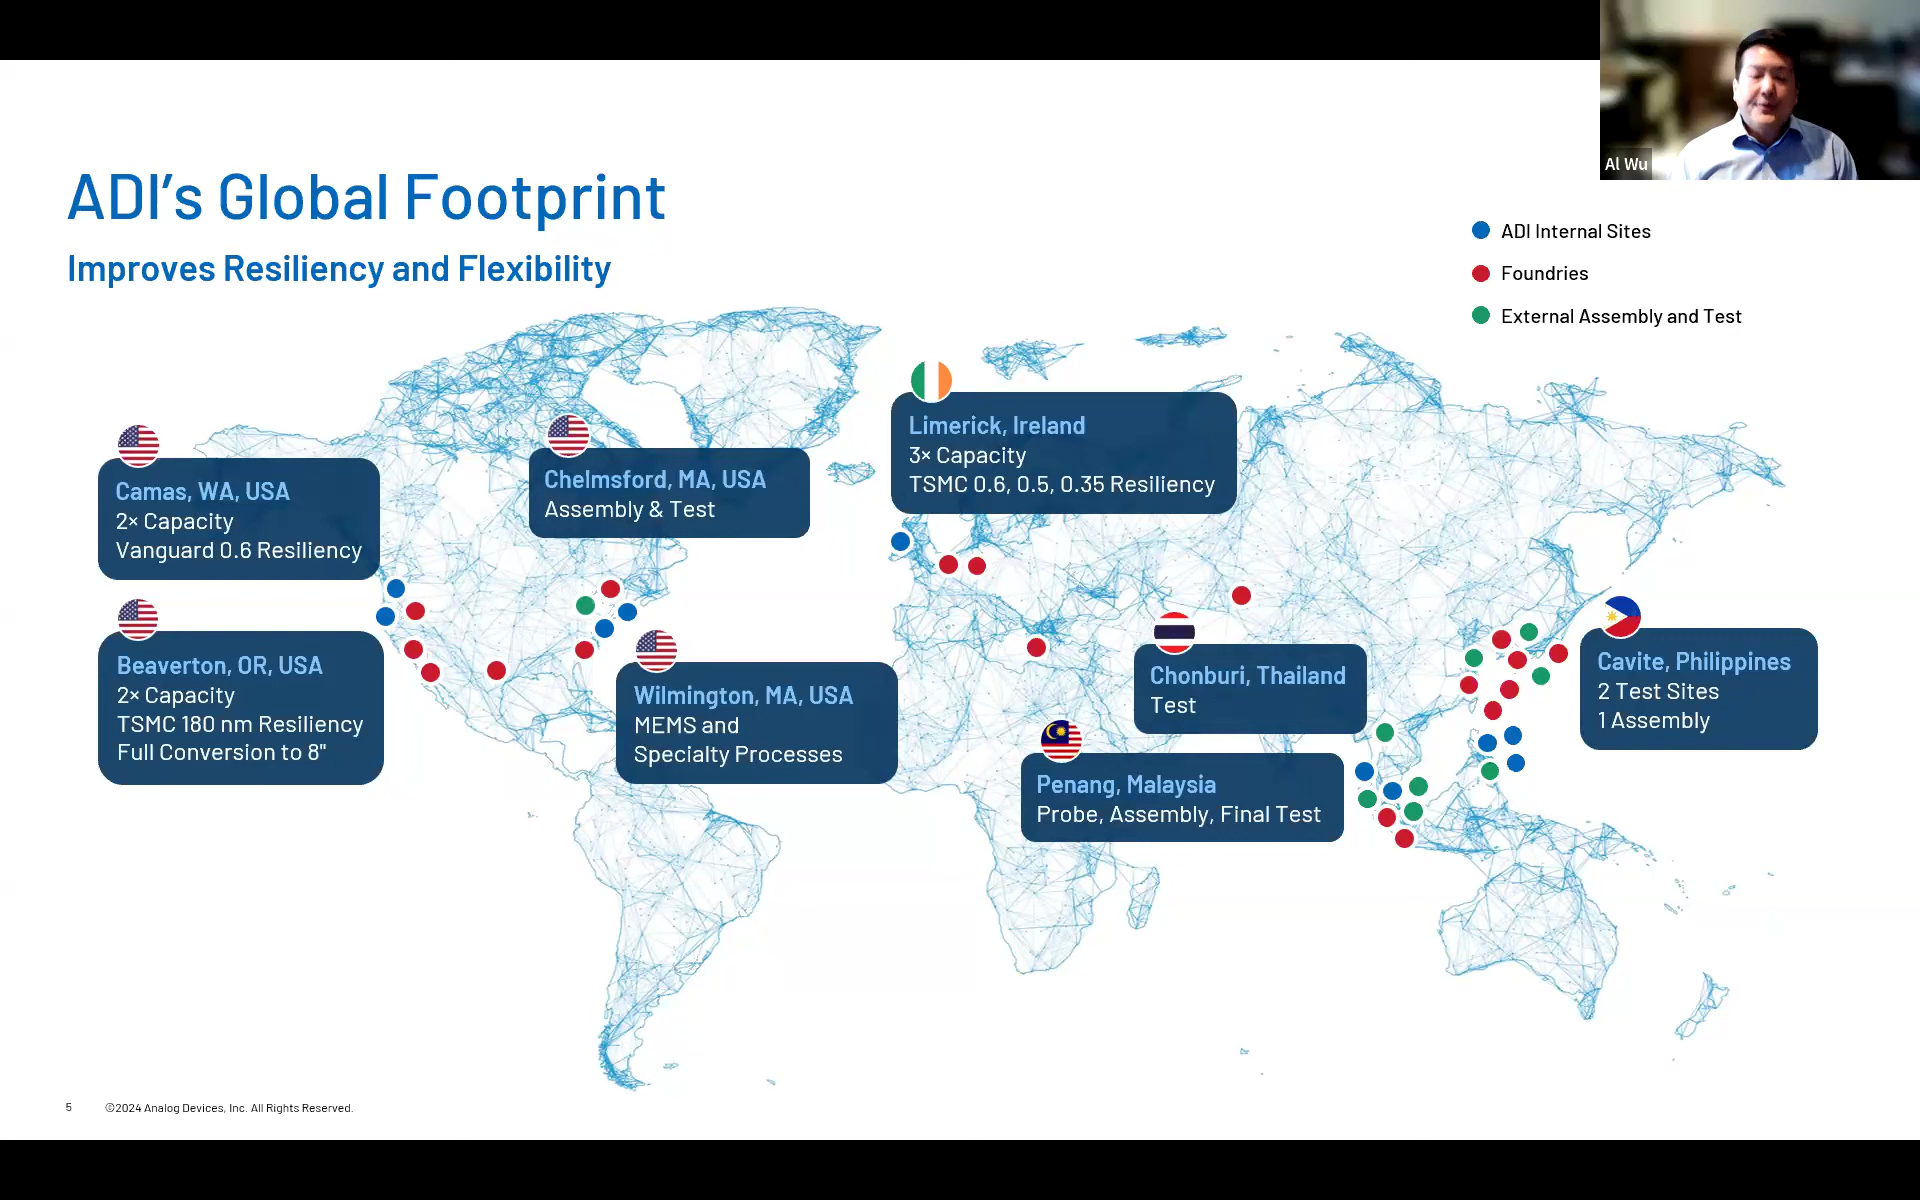 Al Wu
ADI's Global Footprint
Improves Resiliency and Flexibility
ADI Internal Sites
Foundries
External Assembly and Test
Limerick, Ireland
3× Capacity
TSMC 0.6, 0.5, 0.35 Resiliency
Camas, WA, USA
2× Capacity
Vanguard 0.6 Resiliency
Chelmsford, MA, USA
Assembly & Test
Beaverton, OR, USA
2× Capacity
TSMC 180 nm Resiliency
Full Conversion to 8"
Wilmington, MA, USA
MEMS and
Specialty Processes
Chonburi, Thailand
Test
Cavite, Philippines
2 Test Sites
1 Assembly
Penang, Malaysia
Probe, Assembly, Final Test
5
©2024 Analog Devices, Inc. All Rights Reserved.